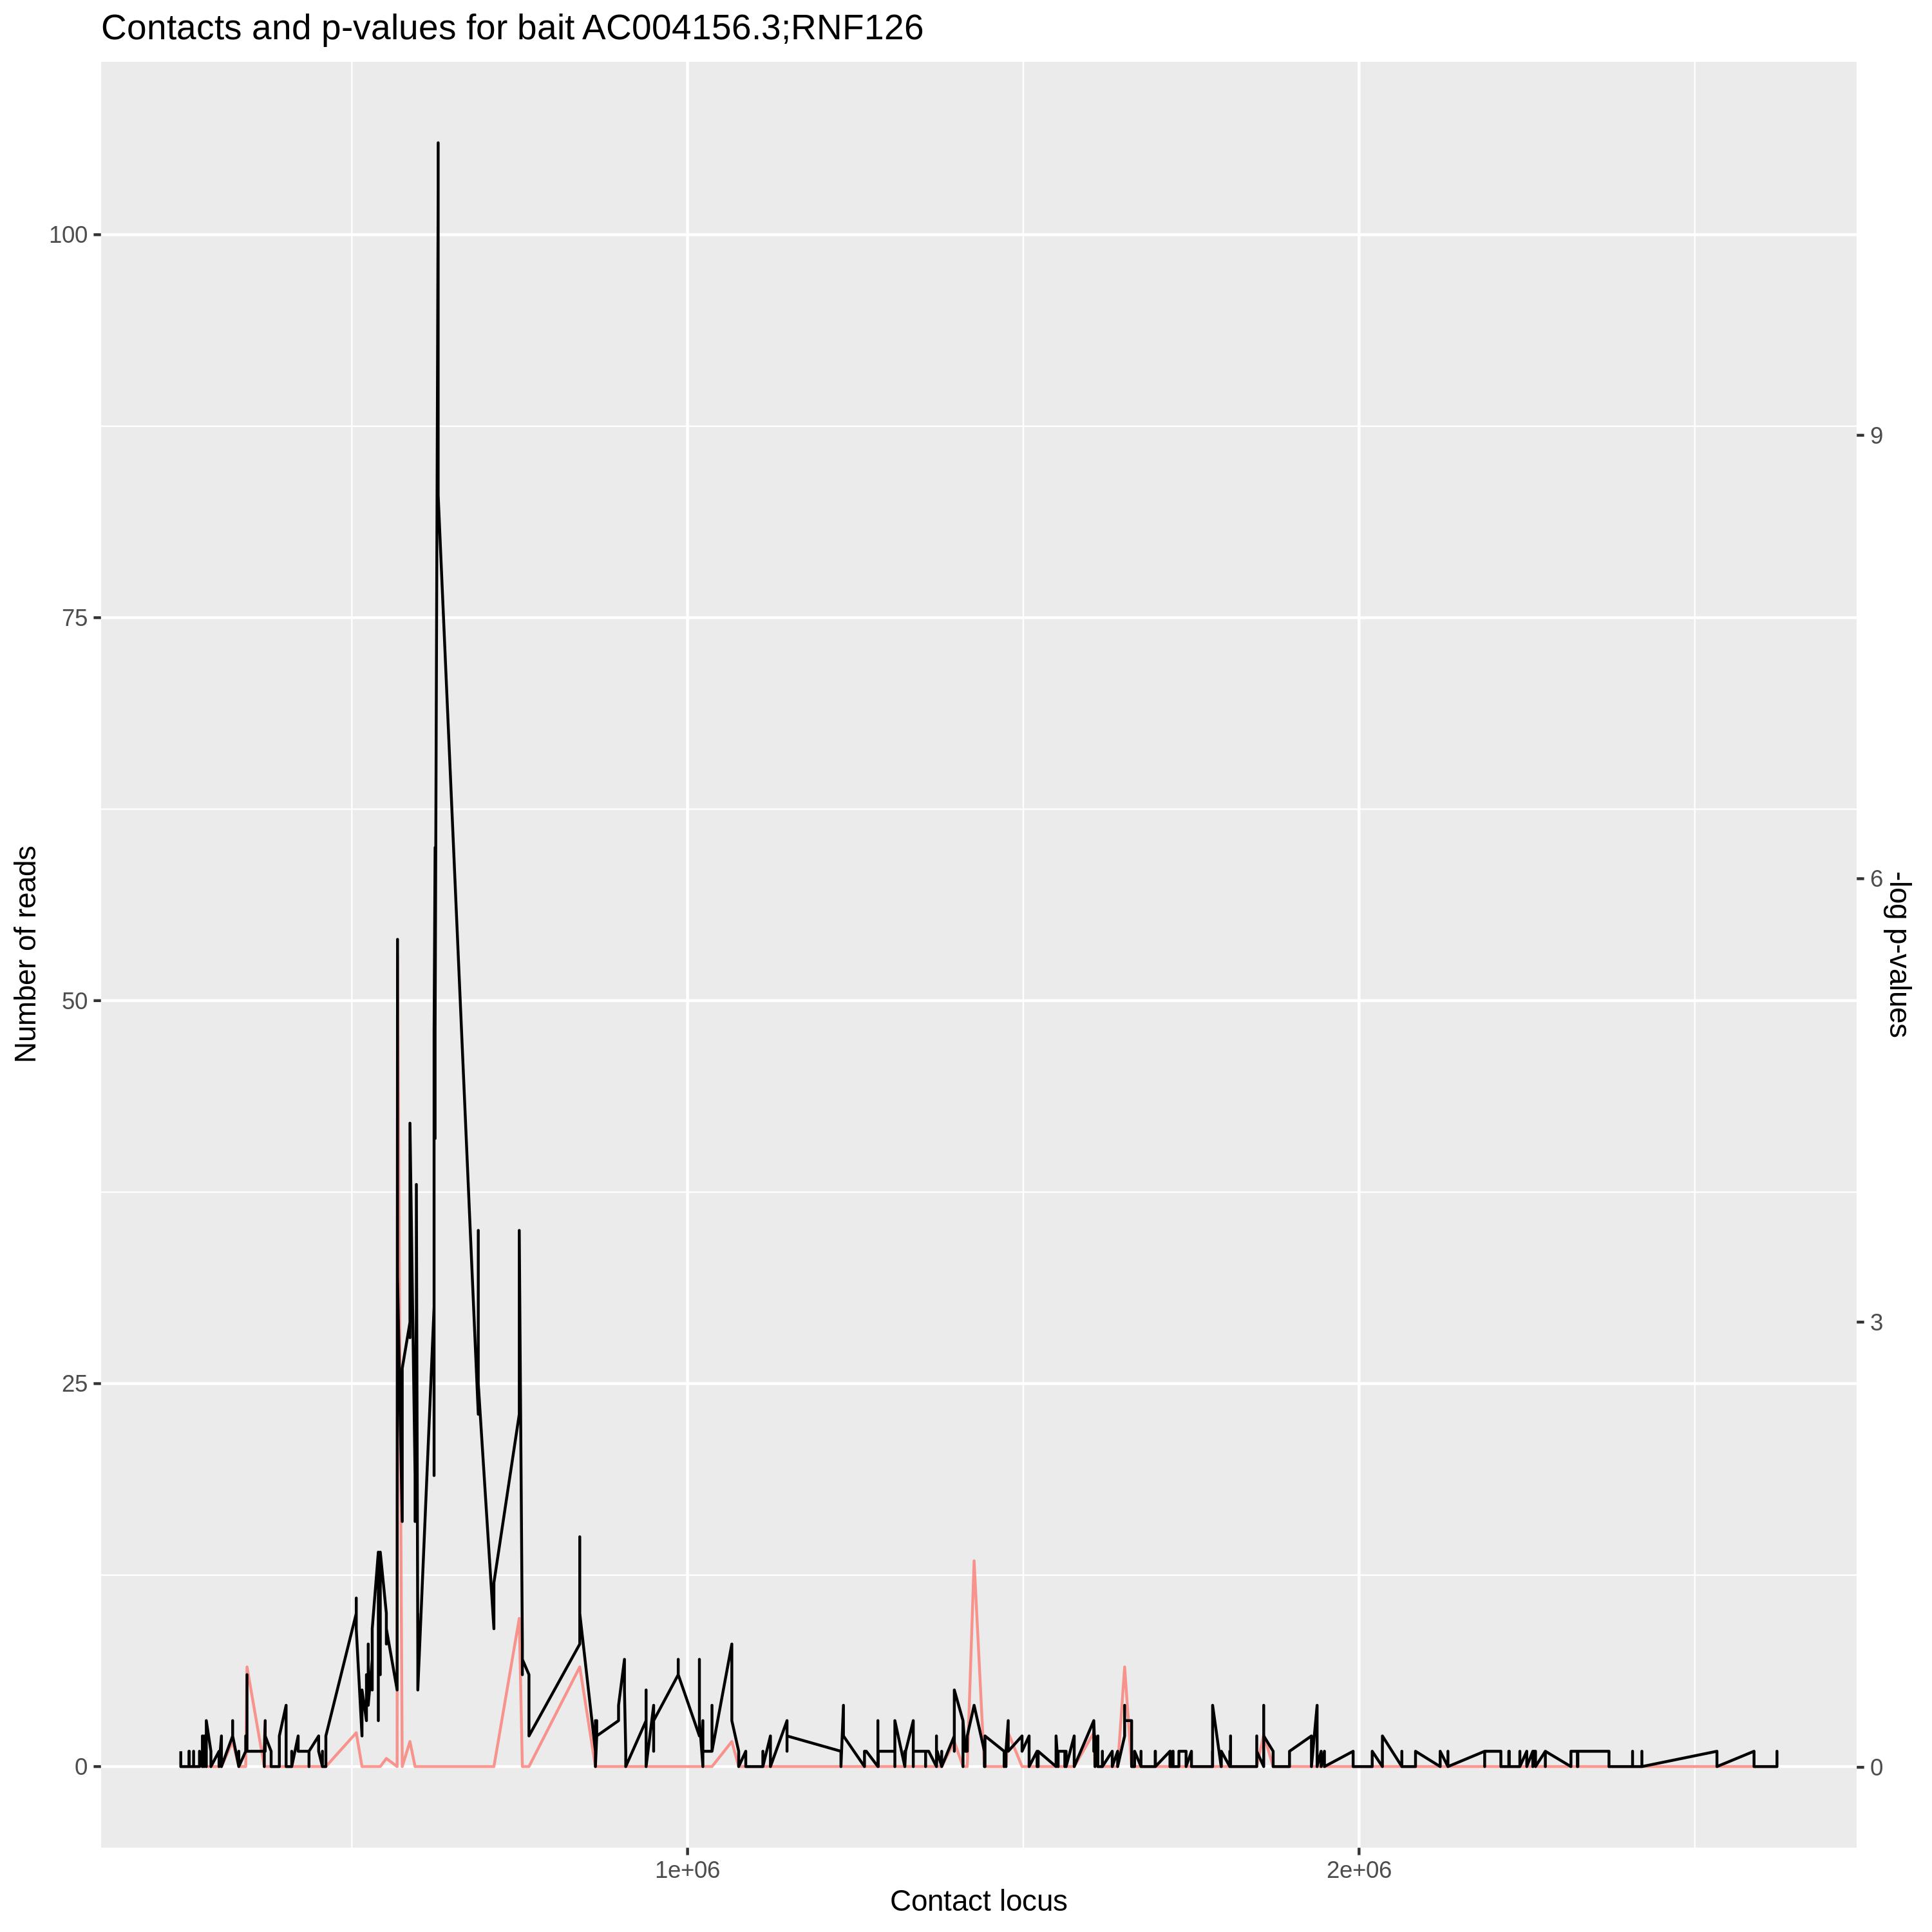 Contacts and p-values for bait AC004156.3;RNF126
100
75
50
25
0
Number of reads
9
6
3
0
-log p-values
1e+06
2e+06
Contact locus